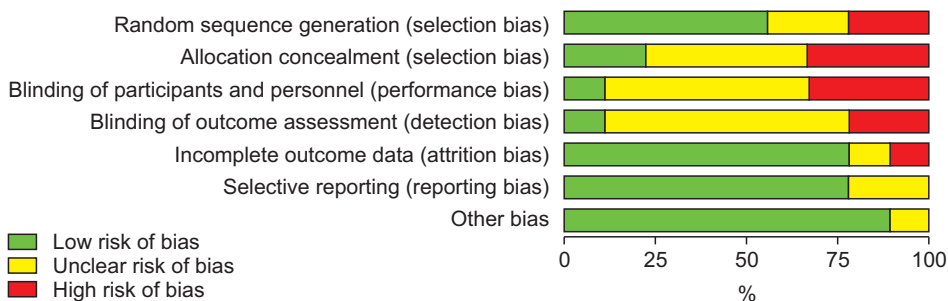 Random sequence generation (selection bias)
Allocation concealment (selection bias)
Blinding of participants and personnel (performance bias)
Blinding of outcome assessment (detection bias)
Incomplete outcome data (attrition bias)
Selective reporting (reporting bias)
Other bias
Low risk of bias
Unclear risk of bias
High risk of bias
0 25 50 75 100
%